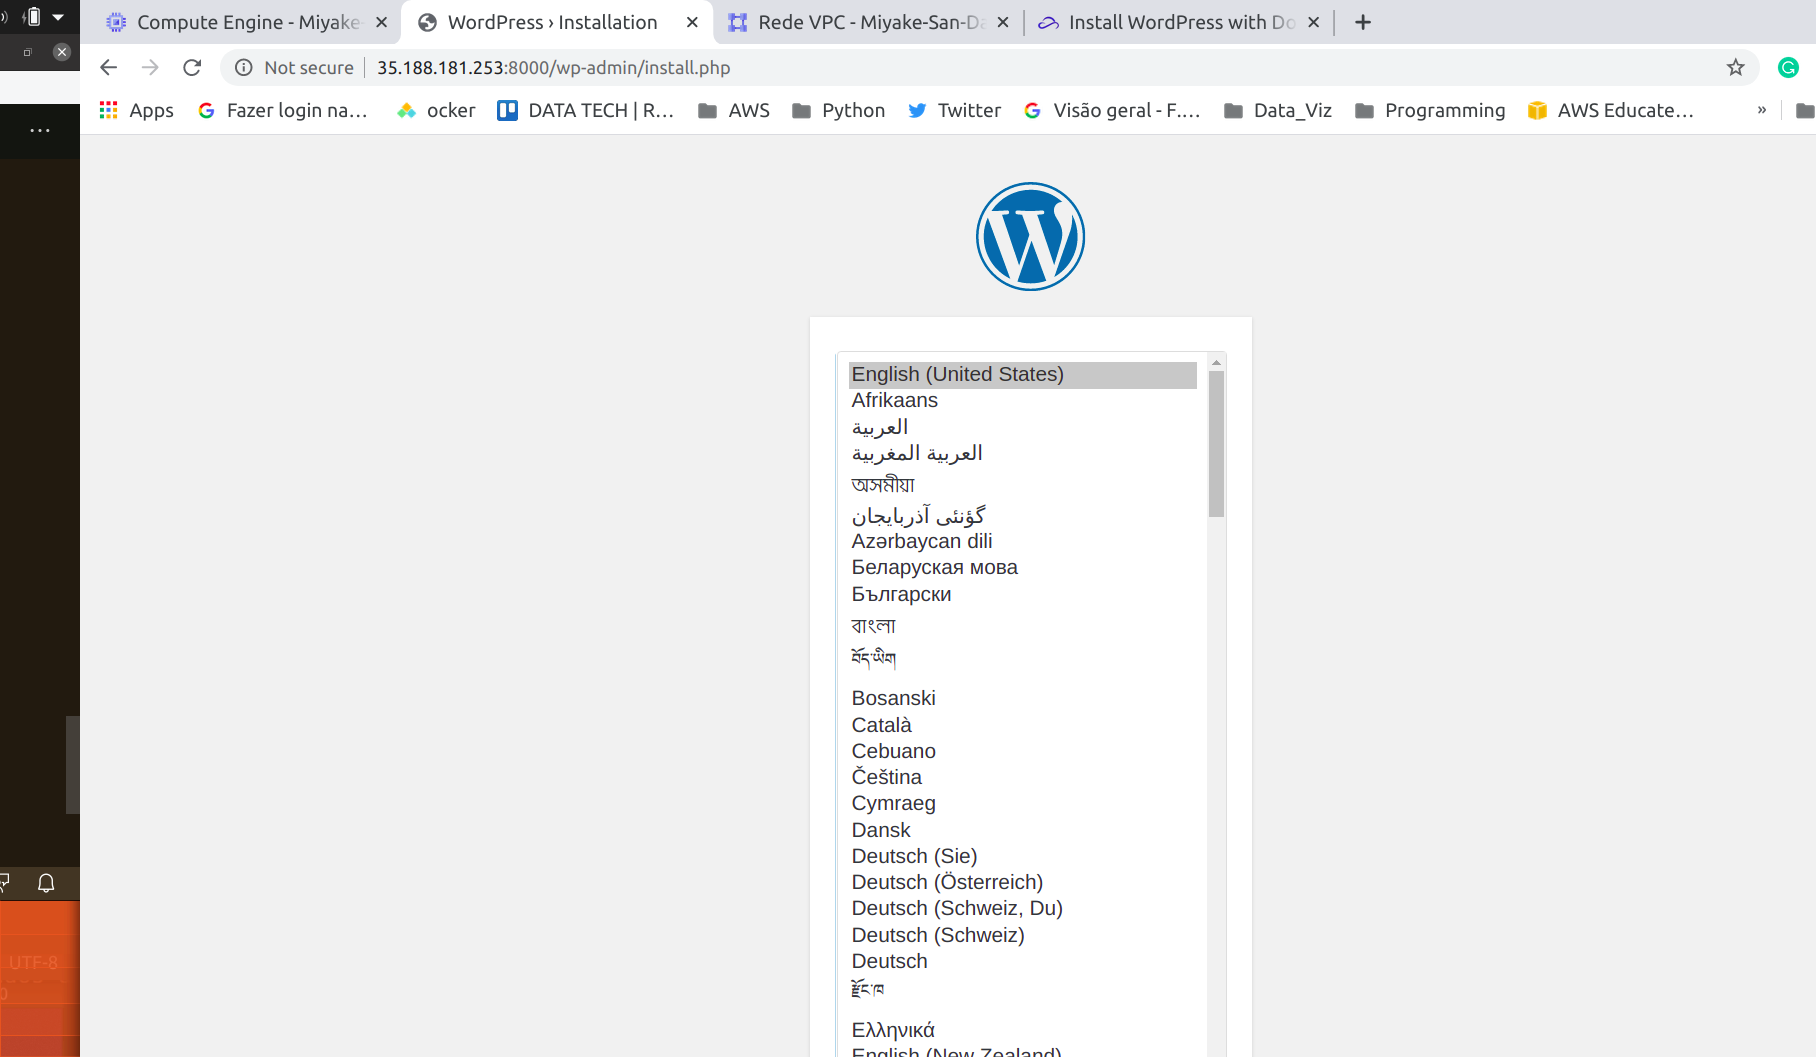 Compute Engine - Miyake-
WordPress › Installation
Rede VPC - Miyake-San-Da
Install WordPress with Do
Not secure
35.188.181.253:8000/wp-admin/install.php
Apps
Fazer login na…
ocker
DATA TECH | R…
AWS
Python
Twitter
Visão geral - F.…
Data_Viz
Programming
AWS Educate…
»
English (United States)
Afrikaans
العربية
العربية المغربية
অসমীয়া
گؤنئی آذربایجان
Azərbaycan dili
Беларуская мова
Български
বাংলা
བོད་ཡིག
Bosanski
Català
Cebuano
Čeština
Cymraeg
Dansk
Deutsch (Sie)
Deutsch (Österreich)
Deutsch (Schweiz, Du)
Deutsch (Schweiz)
Deutsch
རྫོང་ཁ
Ελληνικά
English (New Zealand)
UTF-8